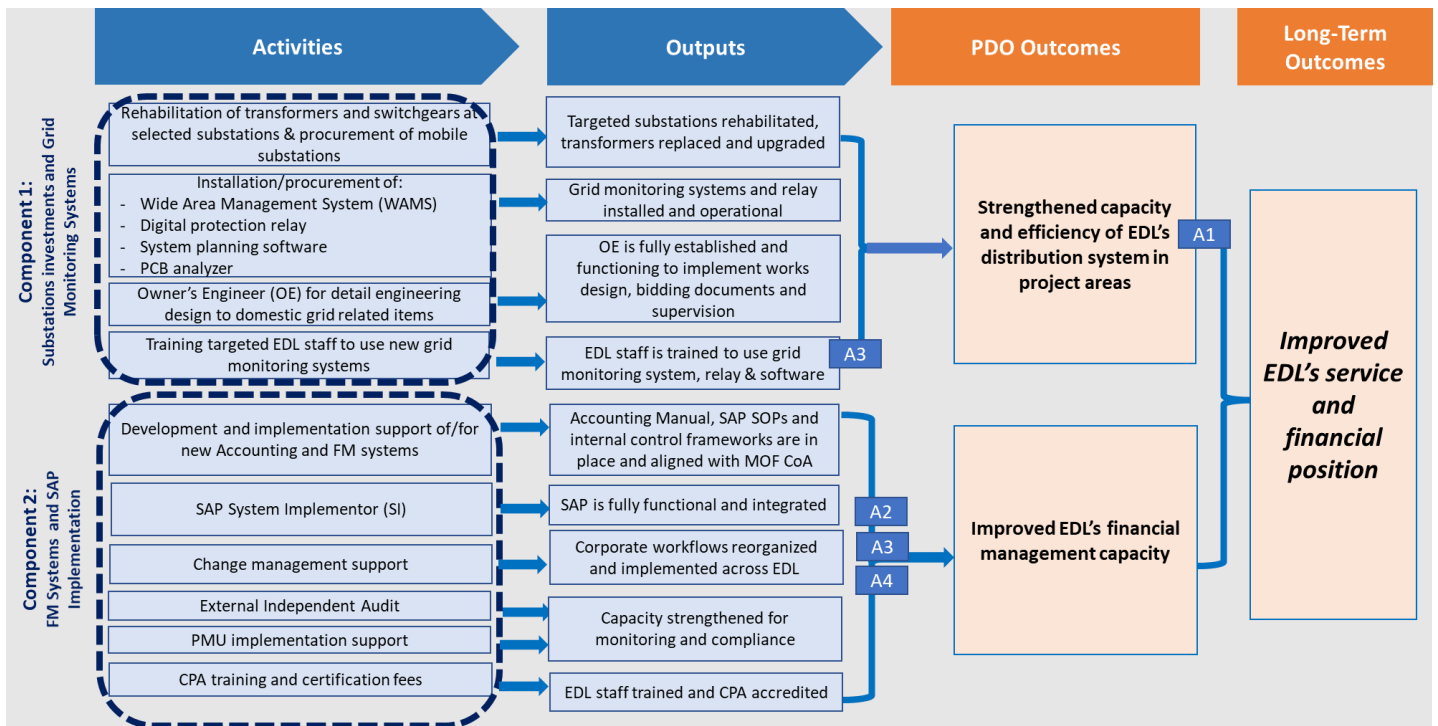 Activities
Outputs
PDO Outcomes
Long-Term
Outcomes
Component 1:
Substations investments and Grid
Monitoring Systems
Rehabilitation of transformers and switchgears at
selected substations & procurement of mobile
substations
Targeted substations rehabilitated,
transformers replaced and upgraded
Installation/procurement of:
- Wide Area Management System (WAMS)
- Digital protection relay
- System planning software
- PCB analyzer
Grid monitoring systems and relay
installed and operational
Owner's Engineer (OE) for detail engineering
design to domestic grid related items
OE is fully established and
functioning to implement works
design, bidding documents and
supervision
Training targeted EDL staff to use new grid
monitoring systems
EDL staff is trained to use grid
monitoring system, relay & software
A3
Strengthened capacity
and efficiency of EDL's
distribution system in
project areas
A1
Component 2:
FM Systems and SAP
Implementation
Development and implementation support of/for
new Accounting and FM systems
Accounting Manual, SAP SOPs and
internal control frameworks are in
place and aligned with MOF CoA
SAP System Implementor (SI)
SAP is fully functional and integrated
Change management support
Corporate workflows reorganized
and implemented across EDL
External Independent Audit
PMU implementation support
Capacity strengthened for
monitoring and compliance
CPA training and certification fees
EDL staff trained and CPA accredited
A2
A3
A4
Improved EDL's financial
management capacity
Improved
EDL's service
and
financial
position